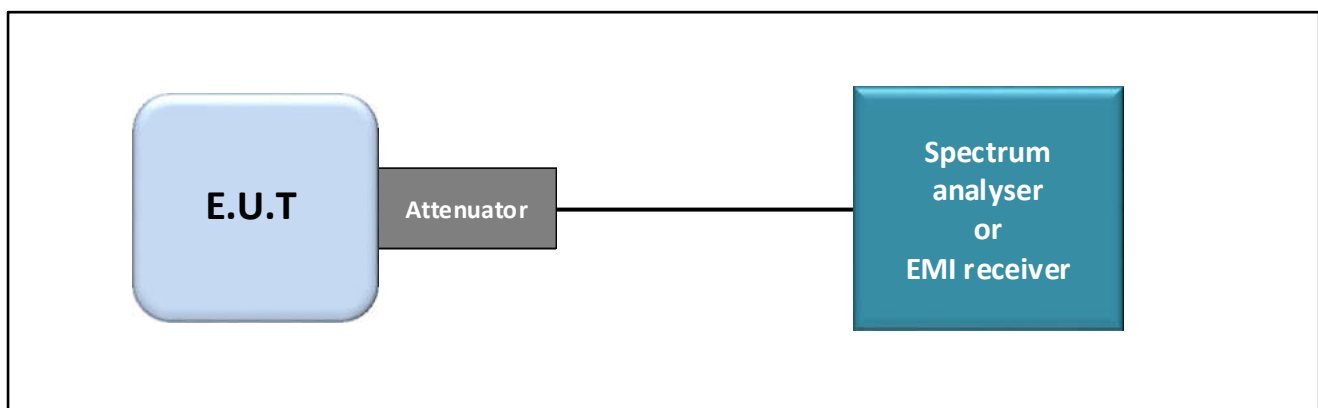 E.U.T
Attenuator
Spectrum
analyser
or
EMI receiver